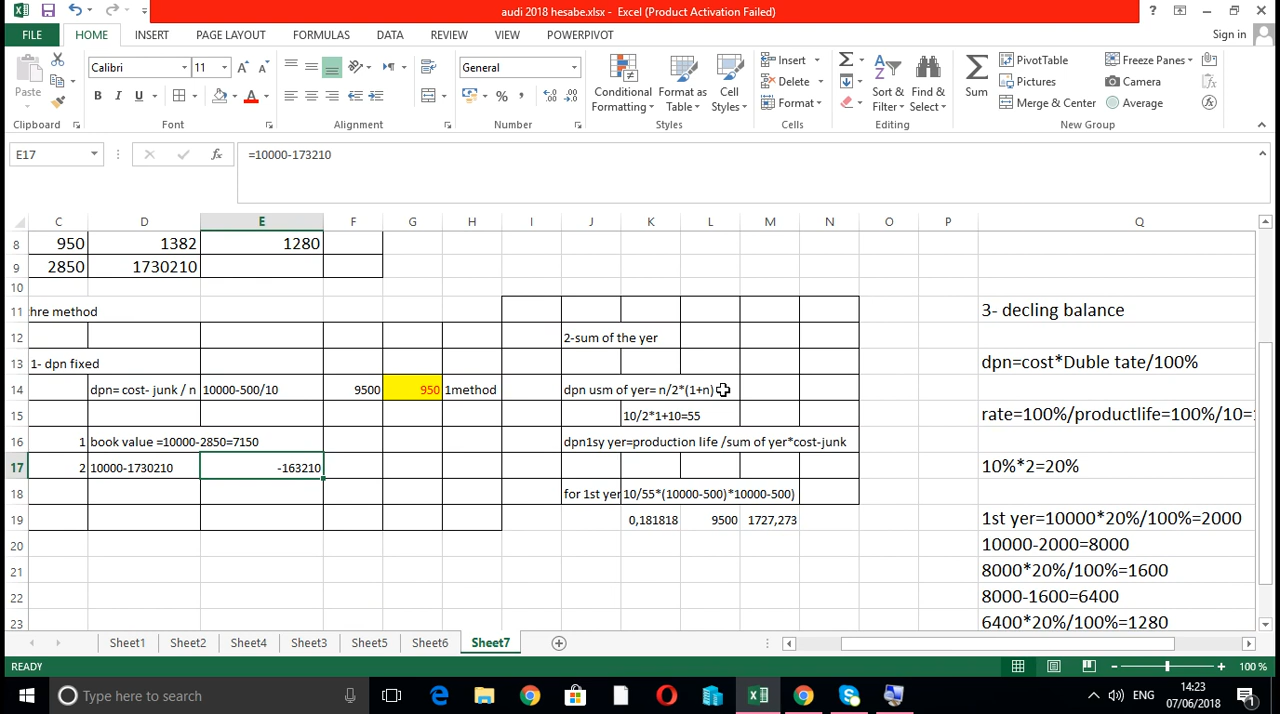 audi 2018 hesabe.xlsx - Excel (Product Activation Failed)
FILE HOME INSERT PAGE LAYOUT FORMULAS DATA REVIEW VIEW POWERPIVOT Sign in
Paste
Calibri 11
B I U
General
Conditional Formatting
Format as Table
Cell Styles
Insert
Delete
Format
Sort & Filter
Find & Select
Sum
PivotTable
Pictures
Merge & Center
Freeze Panes
Camera
Average
Clipboard Font Alignment Number Styles Cells Editing New Group
E17 fx =10000-173210
C D E F G H I J K L M N O P Q
8 950 1382 1280
9 2850 1730210
10
11 hre method 3- decling balance
12 2-sum of the yer
13 1- dpn fixed dpn=cost*Duble tate/100%
14 dpn= cost- junk / n 10000-500/10 9500 950 1method dpn usm of yer= n/2*(1+n)
15 10/2*1+10=55 rate=100%/productlife=100%/10=
16 1 book value =10000-2850=7150 dpn1sy yer=production life /sum of yer*cost-junk
17 2 10000-1730210 -163210 10%*2=20%
18 for 1st yer 10/55*(10000-500)*10000-500)
19 0,181818 9500 1727,273 1st yer=10000*20%/100%=2000
20 10000-2000=8000
21 8000*20%/100%=1600
22 8000-1600=6400
23 6400*20%/100%=1280
Sheet1 Sheet2 Sheet4 Sheet3 Sheet5 Sheet6 Sheet7
READY 100 %
Type here to search
ENG
14:23
07/06/2018